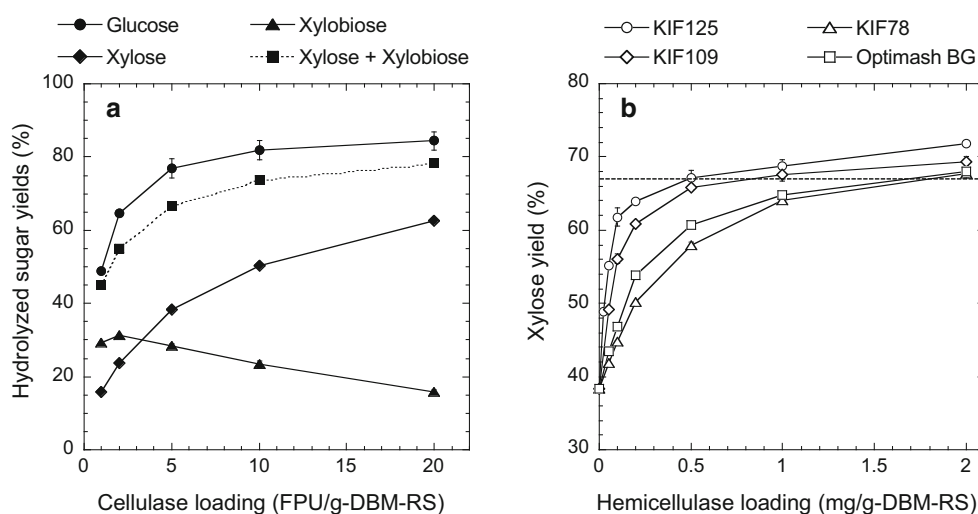 Glucose
Xylobiose
Xylose
Xylose + Xylobiose
a
Hydrolyzed sugar yields (%)
100
80
60
40
20
0
0
5
10
15
20
Cellulase loading (FPU/g-DBM-RS)
KIF125
KIF78
KIF109
Optimash BG
b
Xylose yield (%)
80
70
60
50
40
30
0
0.5
1
1.5
2
Hemicellulase loading (mg/g-DBM-RS)